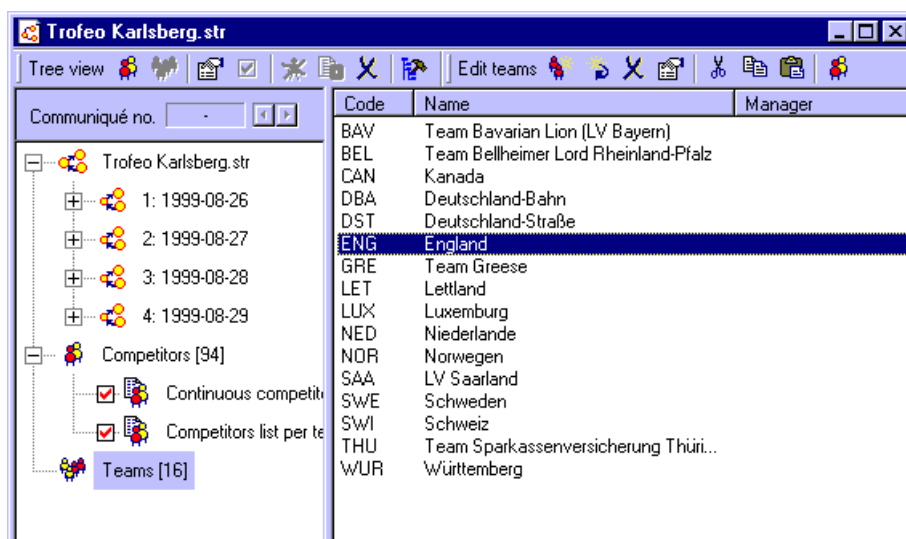 Trofeo Karlsberg.str
Tree view Edit teams
Communiqué no. -
Trofeo Karlsberg.str
1: 1999-08-26
2: 1999-08-27
3: 1999-08-28
4: 1999-08-29
Competitors [94]
Continuous competit
Competitors list per te
Teams [16]
Code Name Manager
BAV Team Bavarian Lion (LV Bayern)
BEL Team Bellheimer Lord Rheinland-Pfalz
CAN Kanada
DBA Deutschland-Bahn
DST Deutschland-Straße
ENG England
GRE Team Greese
LET Lettland
LUX Luxemburg
NED Niederlande
NOR Norwegen
SAA LV Saarland
SWE Schweden
SWI Schweiz
THU Team Sparkassenversicherung Thüri...
WUR Württemberg